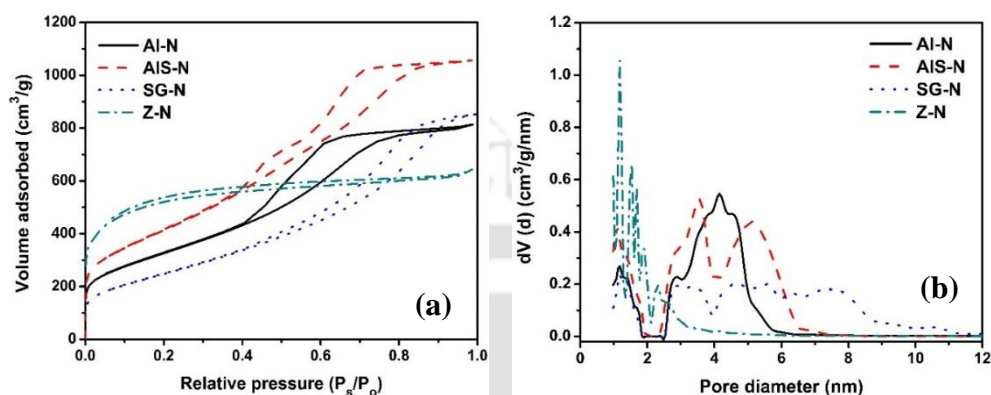 1200
1000
800
600
400
200
0
0.0 0.2 0.4 0.6 0.8 1.0
Volume adsorbed (cm³/g)
Relative pressure (Pₛ/Pₒ)
Al-N
AlS-N
SG-N
Z-N
(a)
1.2
1.0
0.8
0.6
0.4
0.2
0.0
0 2 4 6 8 10 12
dV (d) (cm³/g/nm)
Pore diameter (nm)
Al-N
AlS-N
SG-N
Z-N
(b)